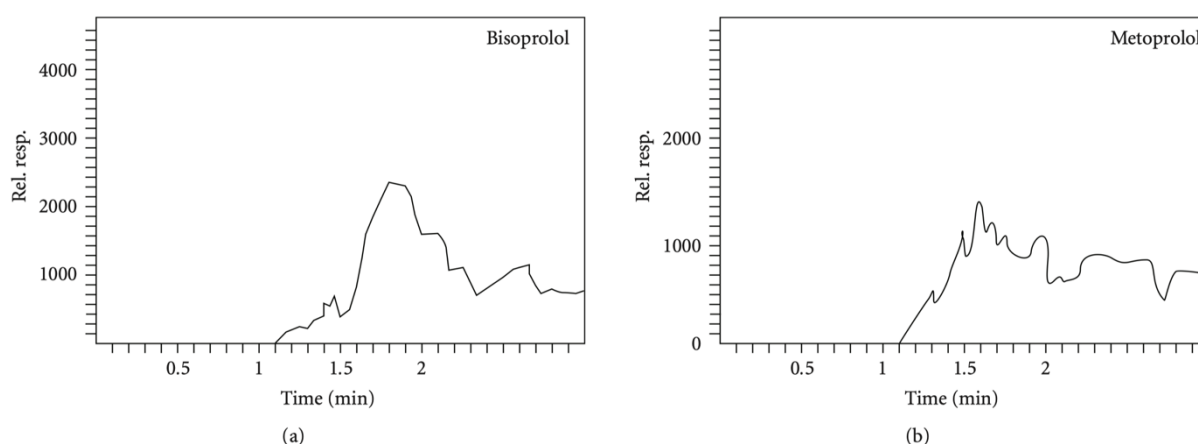 Bisoprolol
4000
3000
2000
1000
Rel. resp.
0.5 1 1.5 2
Time (min)
(a)
Metoprolol
2000
1000
0
Rel. resp.
0.5 1 1.5 2
Time (min)
(b)